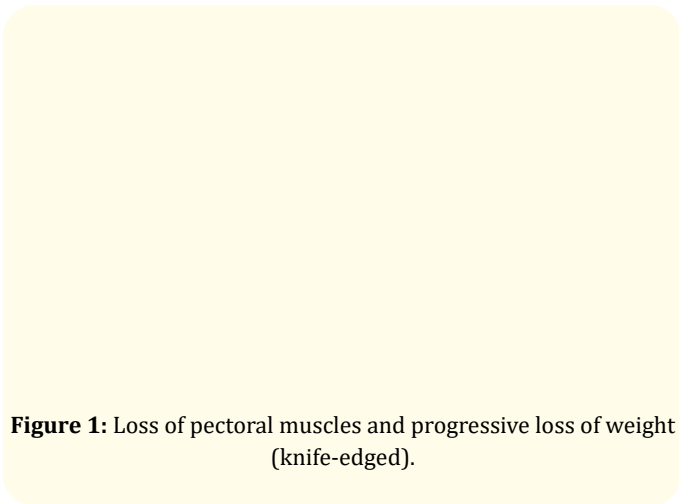 Figure 1: Loss of pectoral muscles and progressive loss of weight
(knife-edged).